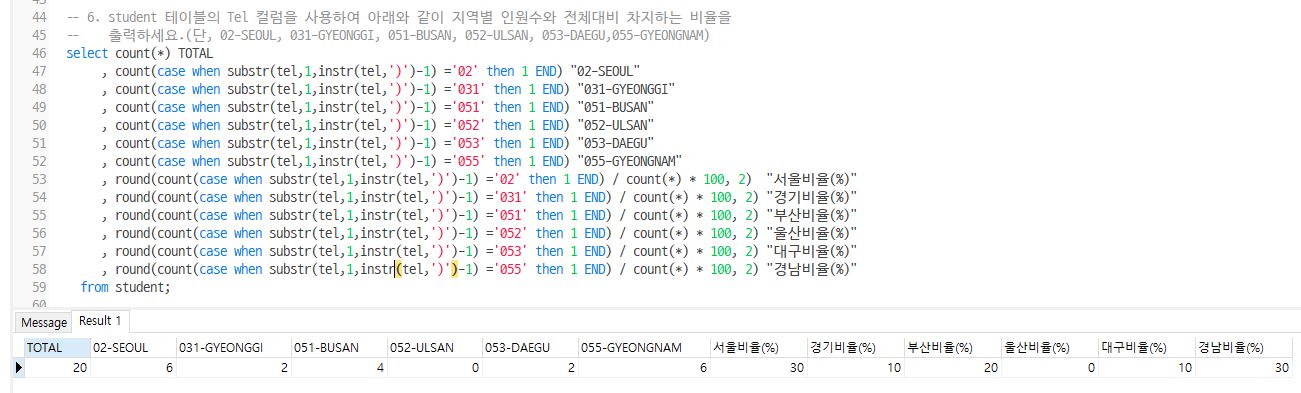 44 -- 6. student 테이블의 Tel 컬럼을 사용하여 아래와 같이 지역별 인원수와 전체대비 차지하는 비율을
45 --    출력하세요.(단, 02-SEOUL, 031-GYEONGGI, 051-BUSAN, 052-ULSAN, 053-DAEGU,055-GYEONGNAM)
46 select count(*) TOTAL
47      , count(case when substr(tel,1,instr(tel,')')-1) ='02' then 1 END) "02-SEOUL"
48      , count(case when substr(tel,1,instr(tel,')')-1) ='031' then 1 END) "031-GYEONGGI"
49      , count(case when substr(tel,1,instr(tel,')')-1) ='051' then 1 END) "051-BUSAN"
50      , count(case when substr(tel,1,instr(tel,')')-1) ='052' then 1 END) "052-ULSAN"
51      , count(case when substr(tel,1,instr(tel,')')-1) ='053' then 1 END) "053-DAEGU"
52      , count(case when substr(tel,1,instr(tel,')')-1) ='055' then 1 END) "055-GYEONGNAM"
53      , round(count(case when substr(tel,1,instr(tel,')')-1) ='02' then 1 END) / count(*) * 100, 2)  "서울비율(%)"
54      , round(count(case when substr(tel,1,instr(tel,')')-1) ='031' then 1 END) / count(*) * 100, 2) "경기비율(%)"
55      , round(count(case when substr(tel,1,instr(tel,')')-1) ='051' then 1 END) / count(*) * 100, 2) "부산비율(%)"
56      , round(count(case when substr(tel,1,instr(tel,')')-1) ='052' then 1 END) / count(*) * 100, 2) "울산비율(%)"
57      , round(count(case when substr(tel,1,instr(tel,')')-1) ='053' then 1 END) / count(*) * 100, 2) "대구비율(%)"
58      , round(count(case when substr(tel,1,instr(tel,')')-1) ='055' then 1 END) / count(*) * 100, 2) "경남비율(%)"
59   from student;
Message Result 1
TOTAL 02-SEOUL 031-GYEONGGI 051-BUSAN 052-ULSAN 053-DAEGU 055-GYEONGNAM 서울비율(%) 경기비율(%) 부산비율(%) 울산비율(%) 대구비율(%) 경남비율(%)
20 6 2 4 0 2 6 30 10 20 0 10 30